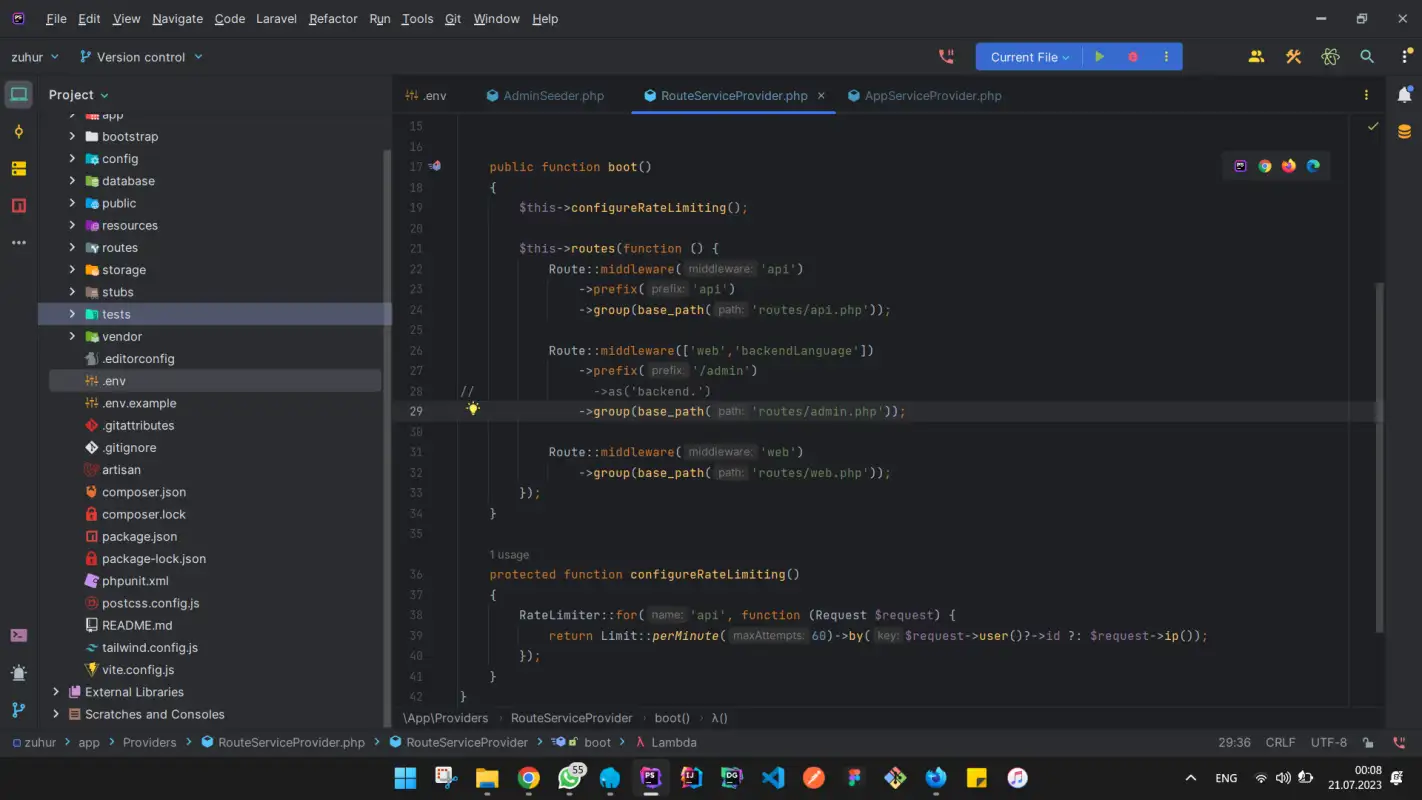 PS File Edit View Navigate Code Laravel Refactor Run Tools Git Window Help
zuhur Version control Current File
Project
.env AdminSeeder.php RouteServiceProvider.php AppServiceProvider.php
app
bootstrap
config
database
public
resources
routes
storage
stubs
tests
vendor
.editorconfig
.env
.env.example
.gitattributes
.gitignore
artisan
composer.json
composer.lock
package.json
package-lock.json
phpunit.xml
postcss.config.js
README.md
tailwind.config.js
vite.config.js
External Libraries
Scratches and Consoles
15
16
17 public function boot()
18 {
19 $this->configureRateLimiting();
20
21 $this->routes(function () {
22 Route::middleware( middleware: 'api')
23 ->prefix( prefix: 'api')
24 ->group(base_path( path: 'routes/api.php'));
25
26 Route::middleware(['web','backendLanguage'])
27 ->prefix( prefix: '/admin')
28 // ->as('backend.')
29 ->group(base_path( path: 'routes/admin.php'));
30
31 Route::middleware( middleware: 'web')
32 ->group(base_path( path: 'routes/web.php'));
33 });
34 }
35
1 usage
36 protected function configureRateLimiting()
37 {
38 RateLimiter::for( name: 'api', function (Request $request) {
39 return Limit::perMinute( maxAttempts: 60)->by( key: $request->user()?->id ?: $request->ip());
40 });
41 }
42 }
\App\Providers › RouteServiceProvider › boot() › λ()
zuhur > app > Providers > RouteServiceProvider.php > RouteServiceProvider > boot > λ Lambda 29:36 CRLF UTF-8
55 PS IJ DG ENG 00:08
21.07.2023